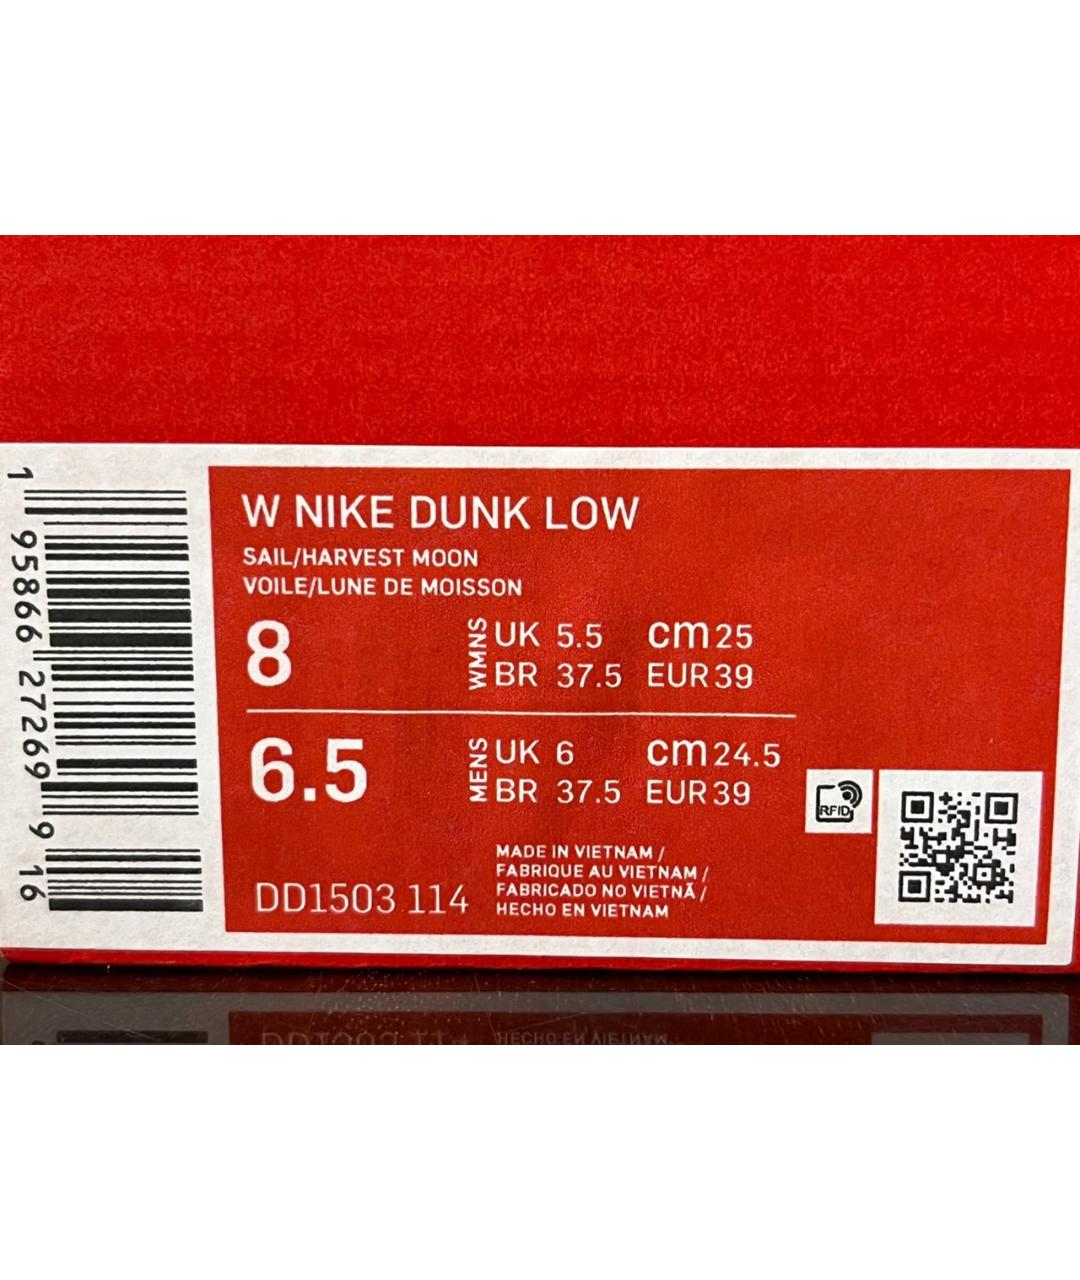 W NIKE DUNK LOW
SAIL/HARVEST MOON
VOILE/LUNE DE MOISSON
8 WMNS UK 5.5 cm 25
BR 37.5 EUR 39
6.5 MENS UK 6 cm 24.5
BR 37.5 EUR 39
RFID
MADE IN VIETNAM /
FABRIQUE AU VIETNAM /
FABRICADO NO VIETNÃ /
HECHO EN VIETNAM
DD1503 114
1 95866 27269 9 16